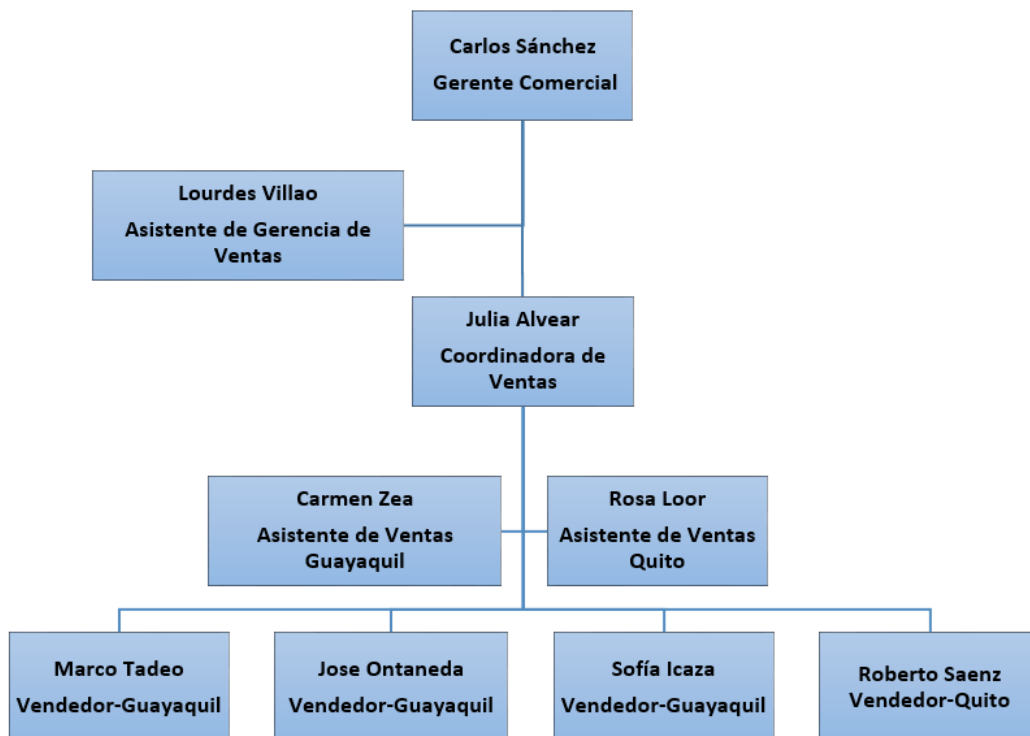 Carlos Sánchez
Gerente Comercial
Lourdes Villao
Asistente de Gerencia de
Ventas
Julia Alvear
Coordinadora de
Ventas
Carmen Zea
Asistente de Ventas
Guayaquil
Rosa Loor
Asistente de Ventas
Quito
Marco Tadeo
Vendedor-Guayaquil
Jose Ontaneda
Vendedor-Guayaquil
Sofía Icaza
Vendedor-Guayaquil
Roberto Saenz
Vendedor-Quito